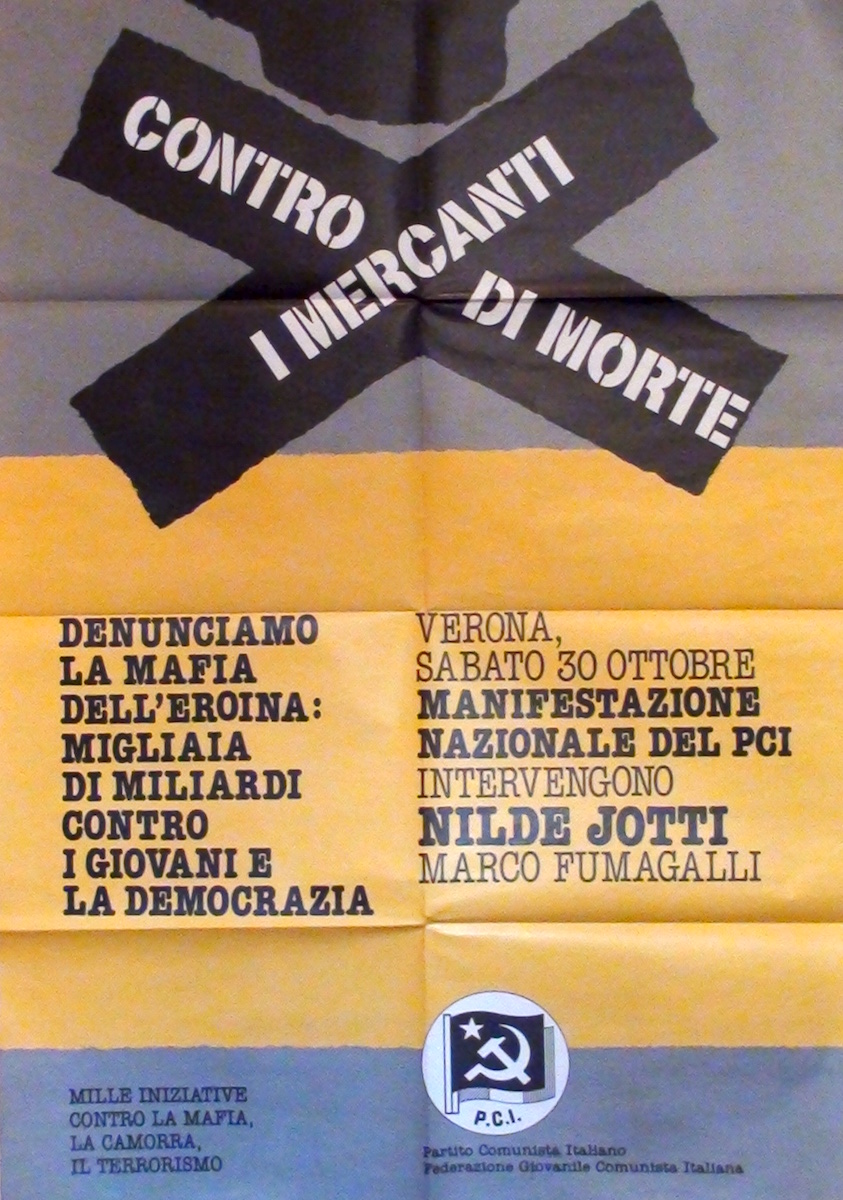 CONTRO
I MERCANTI
DI MORTE
DENUNCIAMO
LA MAFIA
DELL'EROINA:
MIGLIAIA
DI MILIARDI
CONTRO
I GIOVANI E
LA DEMOCRAZIA
VERONA,
SABATO 30 OTTOBRE
MANIFESTAZIONE
NAZIONALE DEL PCI
INTERVENGONO
NILDE JOTTI
MARCO FUMAGALLI
MILLE INIZIATIVE
CONTRO LA MAFIA,
LA CAMORRA,
IL TERRORISMO
P.C.I.
Partito Comunista Italiano
Federazione Giovanile Comunista Italiana